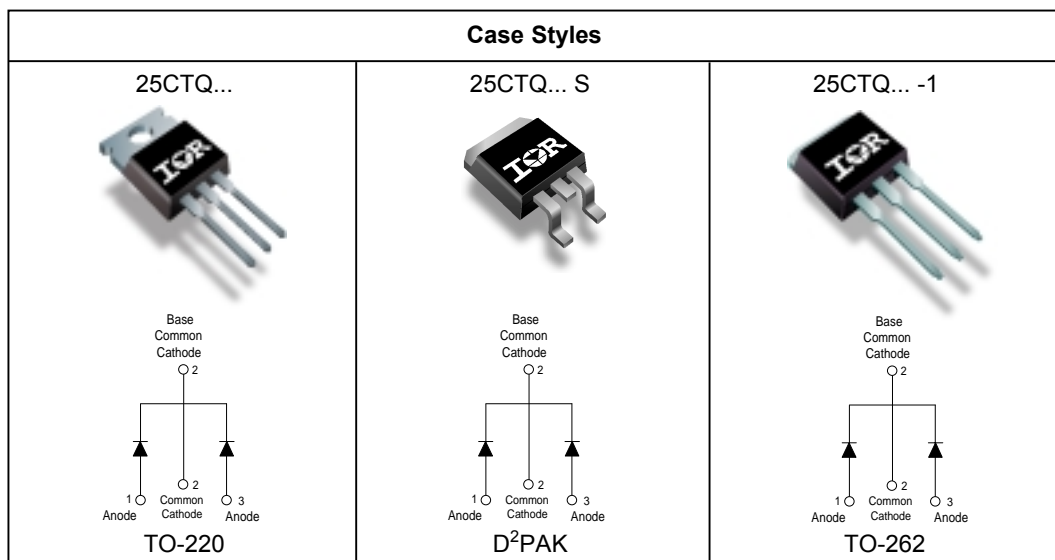 Case Styles
25CTQ...
IOR
Base
Common
Cathode
2
1
2
3
Anode
Common
Cathode
Anode
TO-220
25CTQ... S
IOR
Base
Common
Cathode
2
1
2
3
Anode
Common
Cathode
Anode
D²PAK
25CTQ... -1
IOR
Base
Common
Cathode
2
1
2
3
Anode
Common
Cathode
Anode
TO-262